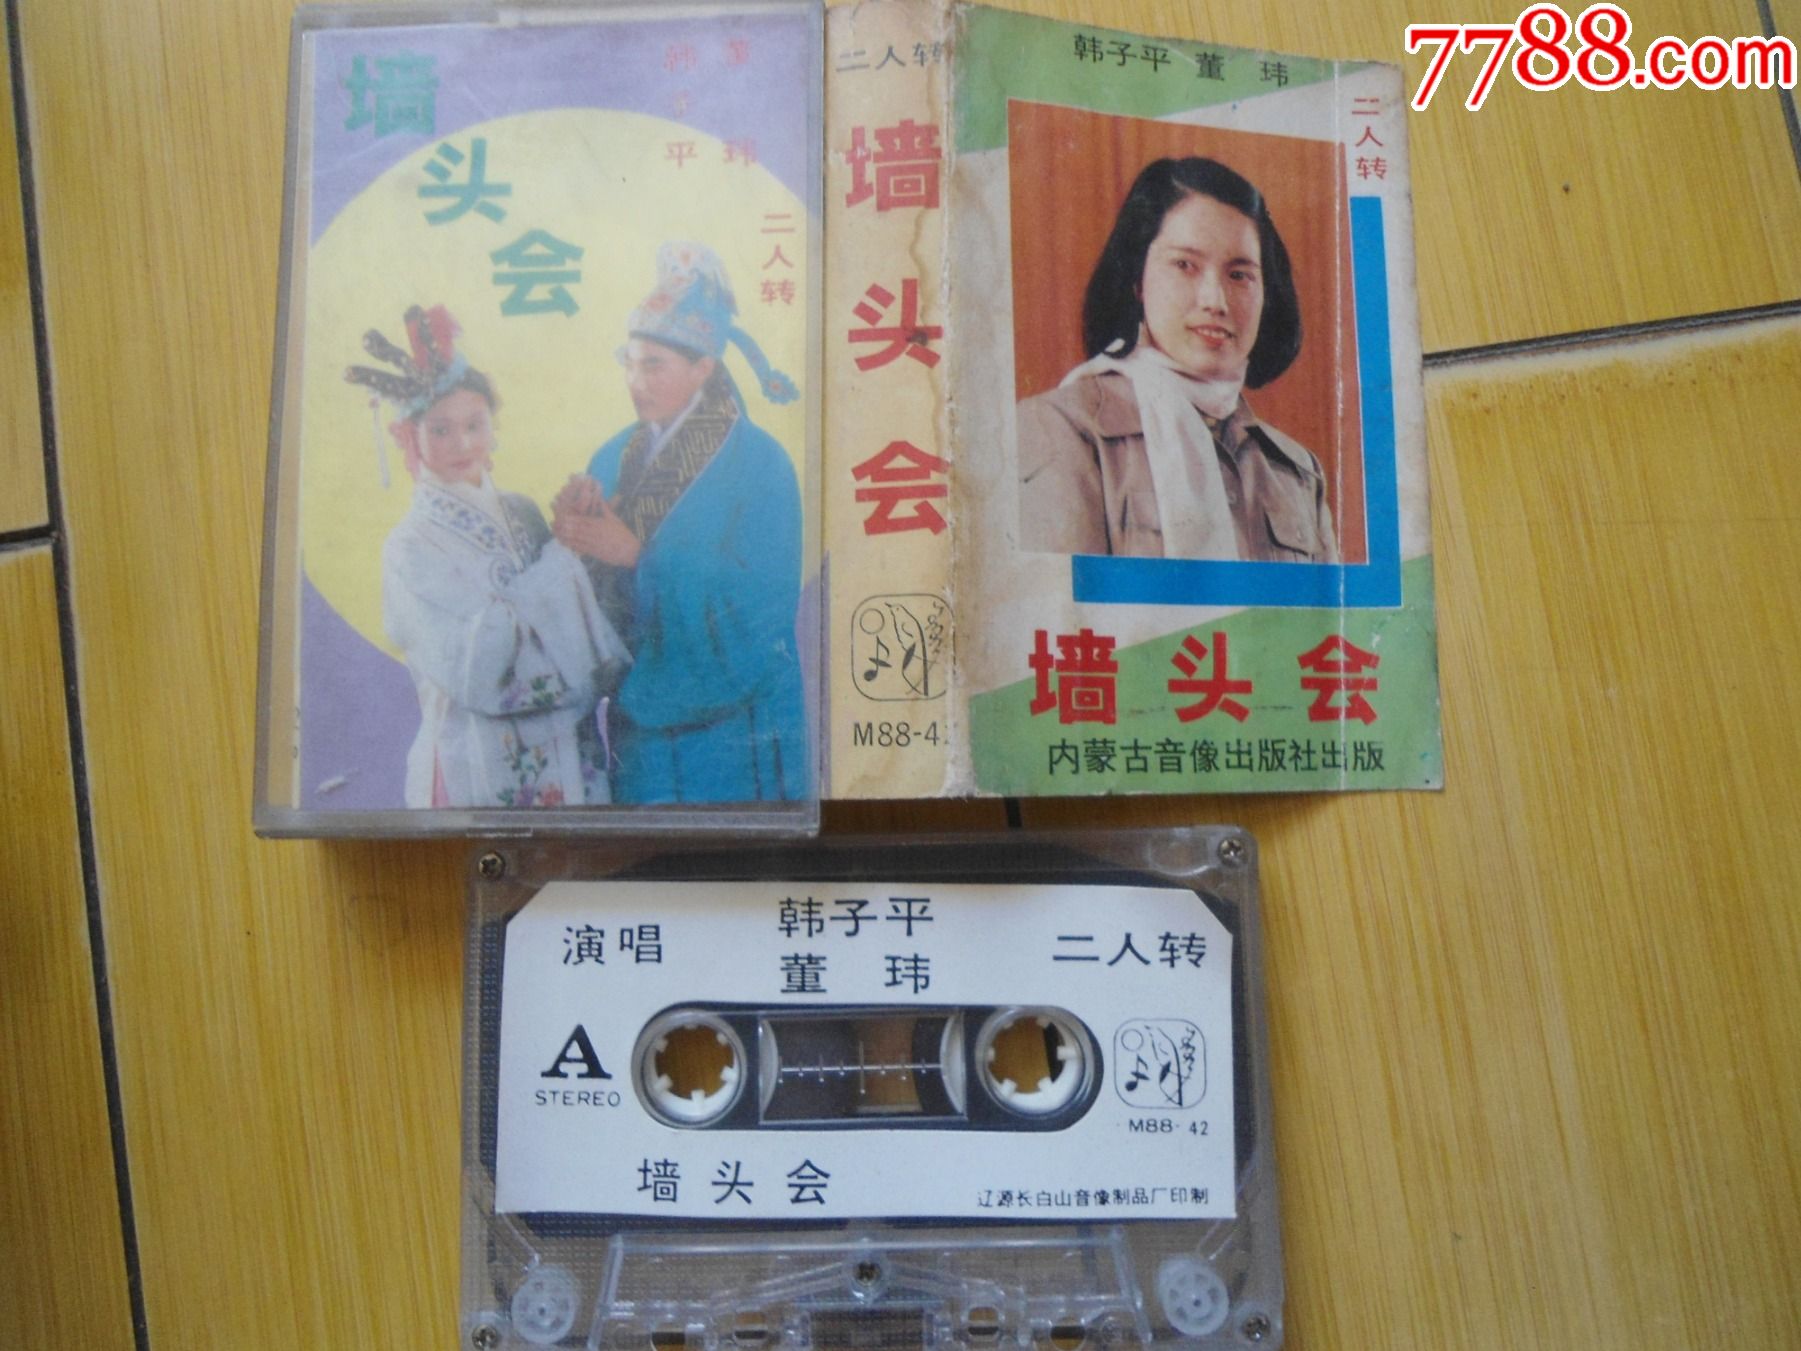 7788.com
墙头会
韩子平
董玮
二人转
二人转
墙头会
M88-42
韩子平 董 玮
二人转
墙头会
内蒙古音像出版社出版
演唱
韩子平
董 玮
二人转
A
STEREO
M88-42
墙头会
辽源长白山音像制品厂印制